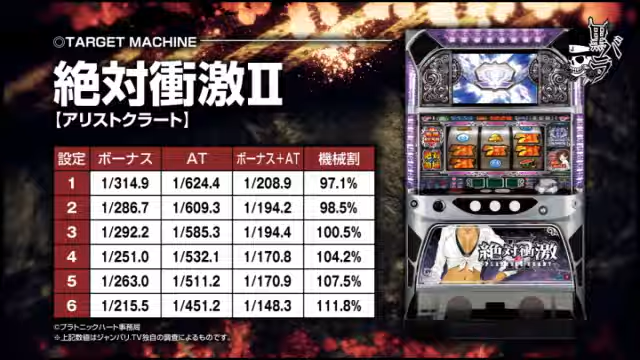 ◎TARGET MACHINE
絶対衝激II
【アリストクラート】
設定 ボーナス AT ボーナス+AT 機械割
1 1/314.9 1/624.4 1/208.9 97.1%
2 1/286.7 1/609.3 1/194.2 98.5%
3 1/292.2 1/585.3 1/194.4 100.5%
4 1/251.0 1/532.1 1/170.8 104.2%
5 1/263.0 1/511.2 1/170.9 107.5%
6 1/215.5 1/451.2 1/148.3 111.8%
©プラトニックハート事務局
※上記数値はジャンバリ.TV独自の調査によるものです。
黒バラ
絶対衝激